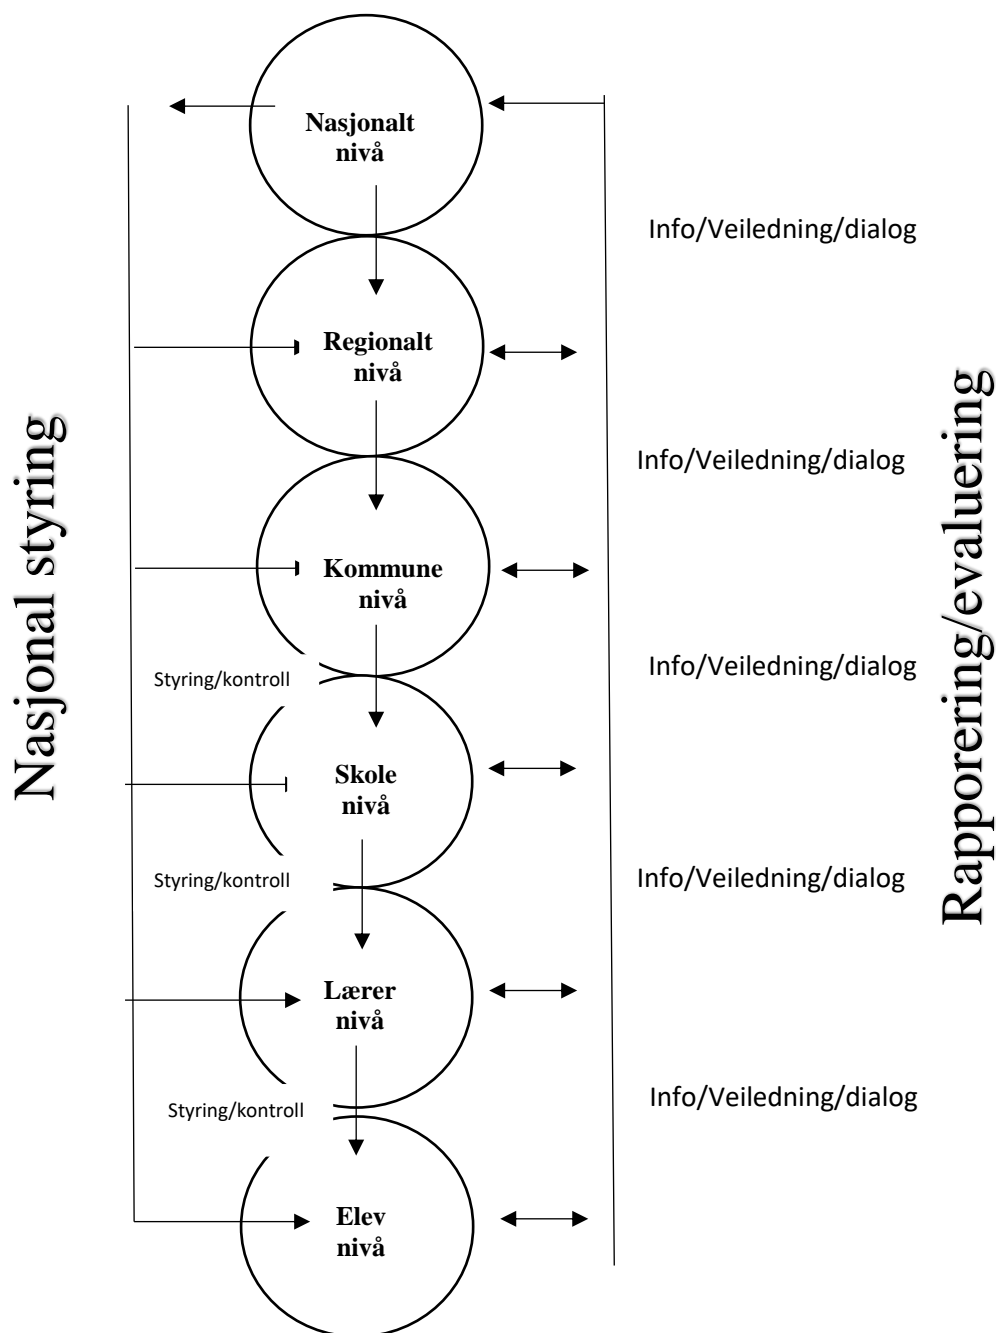 Nasjonalt
nivå
Info/Veiledning/dialog
Regionalt
nivå
Nasjonal styring
Rapporering/evaluering
Info/Veiledning/dialog
Kommune
nivå
Styring/kontroll
Info/Veiledning/dialog
Skole
nivå
Styring/kontroll
Info/Veiledning/dialog
Lærer
nivå
Styring/kontroll
Info/Veiledning/dialog
Elev
nivå